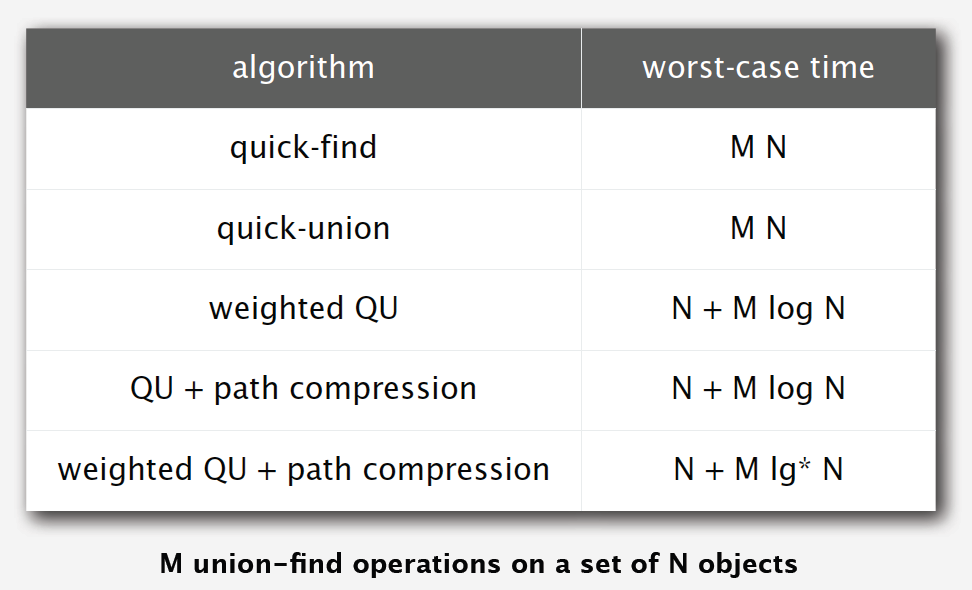 algorithm worst-case time
quick-find M N
quick-union M N
weighted QU N + M log N
QU + path compression N + M log N
weighted QU + path compression N + M lg* N
M union-find operations on a set of N objects